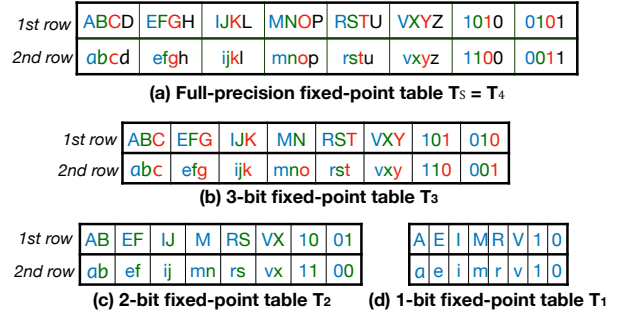 1st row ABCD EFGH IJKL MNOP RSTU VXYZ 1010 0101
2nd row abcd efgh ijkl mnop rstu vxyz 1100 0011
(a) Full-precision fixed-point table TS = T4
1st row ABC EFG IJK MN RST VXY 101 010
2nd row abc efg ijk mno rst vxy 110 001
(b) 3-bit fixed-point table T3
1st row AB EF IJ M RS VX 10 01
2nd row ab ef ij mn rs vx 11 00
(c) 2-bit fixed-point table T2
1st row A E I M R V 1 0
2nd row a e i m r v 1 0
(d) 1-bit fixed-point table T1